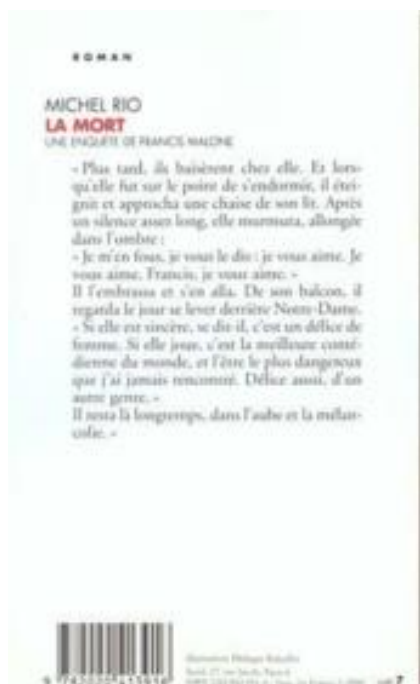 ROMAN
MICHEL RIO
LA MORT
UNE ENQUÊTE DE FRANCIS MALONE
« Plus tard, ils baisèrent chez elle. Et lors-
qu'elle fut sur le point de s'endormir, il étei-
gnit et approcha une chaise de son lit. Après
un silence assez long, elle murmura, allongée
dans l'ombre :
« Je m'en fous, je vous le dis : je vous aime. Je
vous aime, Francis, je vous aime. »
Il l'embrassa et s'en alla. De son balcon, il
regarda le jour se lever derrière Notre-Dame.
« Si elle est sincère, se dit-il, c'est un délice de
femme. Si elle joue, c'est la meilleure comé-
dienne du monde, et l'être le plus dangereux
que j'ai jamais rencontré. Délice aussi, d'un
autre genre. »
Il resta là longtemps, dans l'aube et la mélan-
colie. »